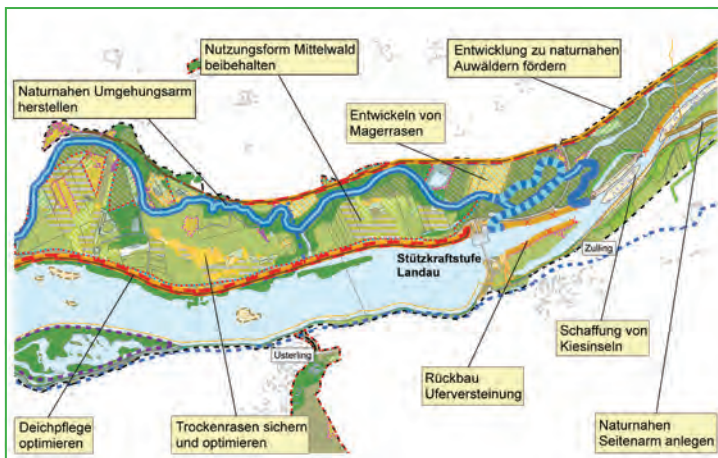 Nutzungsform Mittelwald
beibehalten
Entwicklung zu naturnahen
Auwäldern fördern
Naturnahen Umgehungsarm
herstellen
Entwickeln von
Magerrasen
Stützkraftstufe
Landau
Zulling
Usterling
Schaffung von
Kiesinseln
Rückbau
Uferversteinung
Deichpflege
optimieren
Trockenrasen sichern
und optimieren
Naturnahen
Seitenarm anlegen